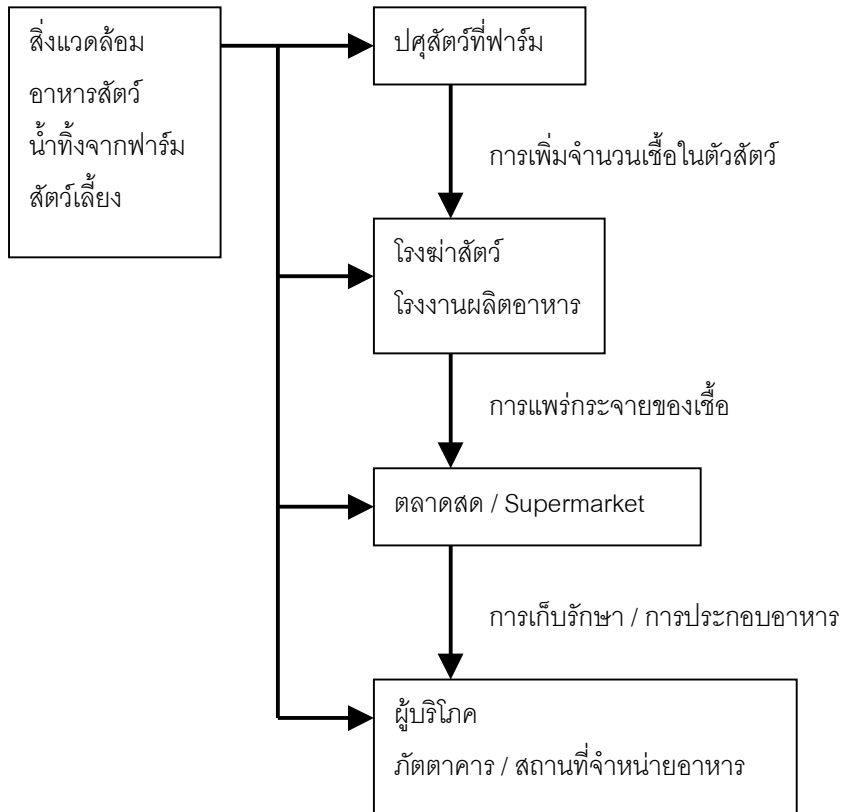 สิ่งแวดล้อม
อาหารสัตว์
น้ำทิ้งจากฟาร์ม
สัตว์เลี้ยง
ปศุสัตว์ที่ฟาร์ม
การเพิ่มจำนวนเชื้อในตัวสัตว์
โรงฆ่าสัตว์
โรงงานผลิตอาหาร
การแพร่กระจายของเชื้อ
ตลาดสด / Supermarket
การเก็บรักษา / การประกอบอาหาร
ผู้บริโภค
ภัตตาคาร / สถานที่จำหน่ายอาหาร